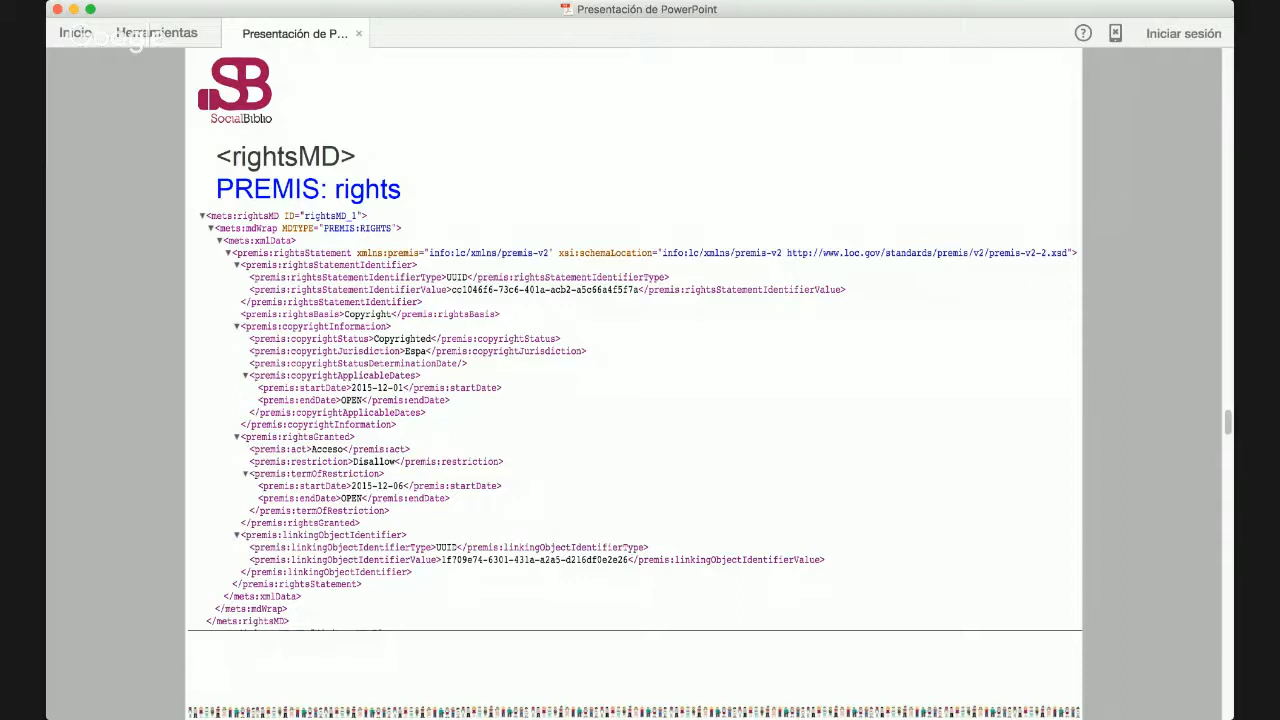 Presentación de PowerPoint
Inicio Herramientas Presentación de P... × Iniciar sesión
Google
SB
SocialBiblio
<rightsMD>
PREMIS: rights
▼<mets:rightsMD ID="rightsMD_1">
▼<mets:mdWrap MDTYPE="PREMIS:RIGHTS">
▼<mets:xmlData>
▼<premis:rightsStatement xmlns:premis="info:lc/xmlns/premis-v2" xsi:schemaLocation="info:lc/xmlns/premis-v2 http://www.loc.gov/standards/premis/v2/premis-v2-2.xsd">
▼<premis:rightsStatementIdentifier>
<premis:rightsStatementIdentifierType>UUID</premis:rightsStatementIdentifierType>
<premis:rightsStatementIdentifierValue>cc1046f6-73c6-401a-acb2-a5c66a4f5f7a</premis:rightsStatementIdentifierValue>
</premis:rightsStatementIdentifier>
<premis:rightsBasis>Copyright</premis:rightsBasis>
▼<premis:copyrightInformation>
<premis:copyrightStatus>Copyrighted</premis:copyrightStatus>
<premis:copyrightJurisdiction>Espa</premis:copyrightJurisdiction>
<premis:copyrightStatusDeterminationDate/>
▼<premis:copyrightApplicableDates>
<premis:startDate>2015-12-01</premis:startDate>
<premis:endDate>OPEN</premis:endDate>
</premis:copyrightApplicableDates>
</premis:copyrightInformation>
▼<premis:rightsGranted>
<premis:act>Acceso</premis:act>
<premis:restriction>Disallow</premis:restriction>
▼<premis:termOfRestriction>
<premis:startDate>2015-12-06</premis:startDate>
<premis:endDate>OPEN</premis:endDate>
</premis:termOfRestriction>
</premis:rightsGranted>
▼<premis:linkingObjectIdentifier>
<premis:linkingObjectIdentifierType>UUID</premis:linkingObjectIdentifierType>
<premis:linkingObjectIdentifierValue>1f709e74-6301-431a-a2a5-d216df0e2e26</premis:linkingObjectIdentifierValue>
</premis:linkingObjectIdentifier>
</premis:rightsStatement>
</mets:xmlData>
</mets:mdWrap>
</mets:rightsMD>